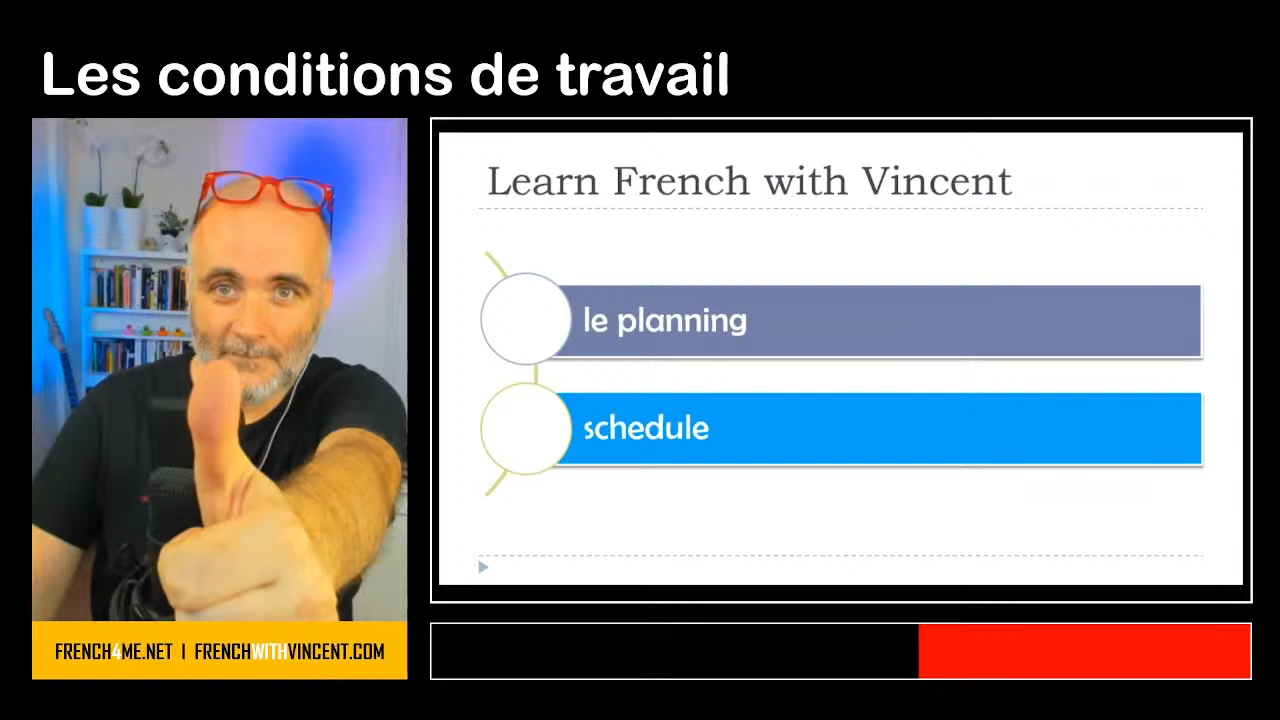 Les conditions de travail
Learn French with Vincent
le planning
schedule
FRENCH4ME.NET I FRENCHWITHVINCENT.COM